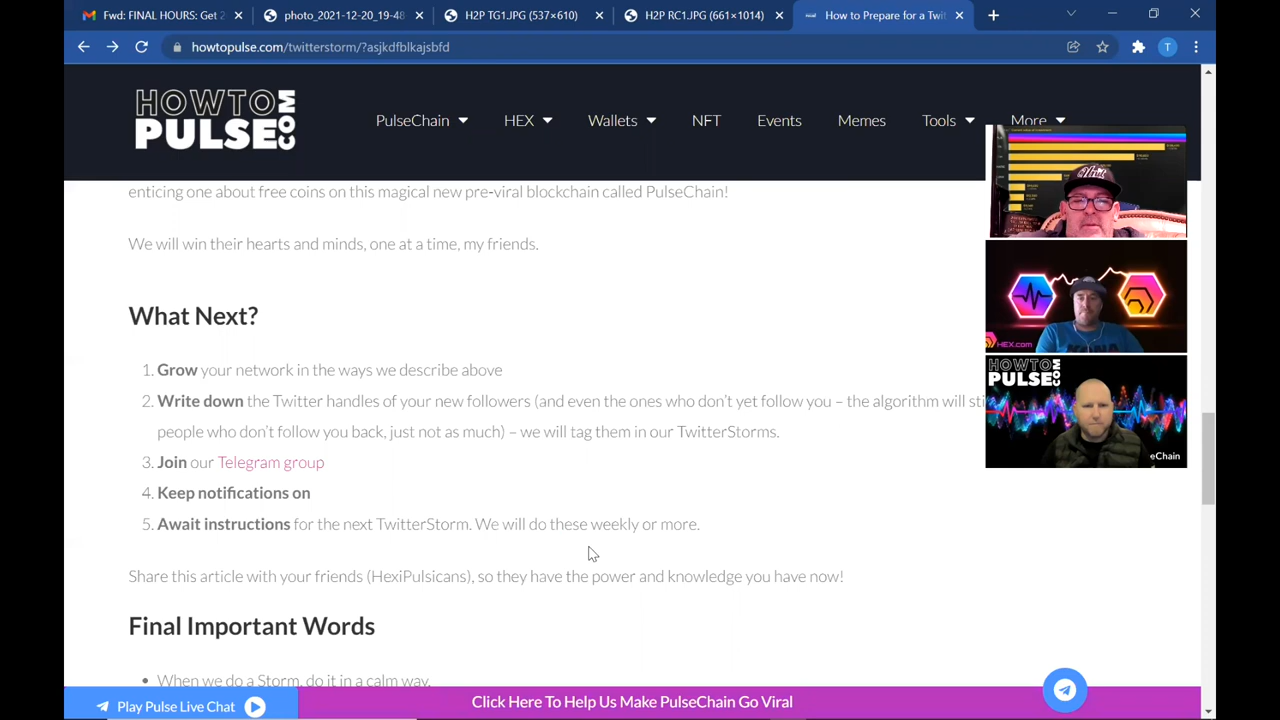 Fwd: FINAL HOURS: Get 2
photo_2021-12-20_19-48
H2P TG1.JPG (537×610)
H2P RC1.JPG (661×1014)
How to Prepare for a Twit
howtopulse.com/twitterstorm/?asjkdfblkajsbfd
T
HOWTO
PULSE
COM
PulseChain
HEX
Wallets
NFT
Events
Memes
Tools
More
enticing one about free coins on this magical new pre-viral blockchain called PulseChain!
We will win their hearts and minds, one at a time, my friends.
What Next?
1. Grow your network in the ways we describe above
2. Write down the Twitter handles of your new followers (and even the ones who don't yet follow you – the algorithm will sti
people who don't follow you back, just not as much) – we will tag them in our TwitterStorms.
3. Join our Telegram group
4. Keep notifications on
5. Await instructions for the next TwitterStorm. We will do these weekly or more.
Share this article with your friends (HexiPulsicans), so they have the power and knowledge you have now!
Final Important Words
• When we do a Storm, do it in a calm way.
HEX.com
HOWTO
PULSE
COM
eChain
Play Pulse Live Chat
Click Here To Help Us Make PulseChain Go Viral